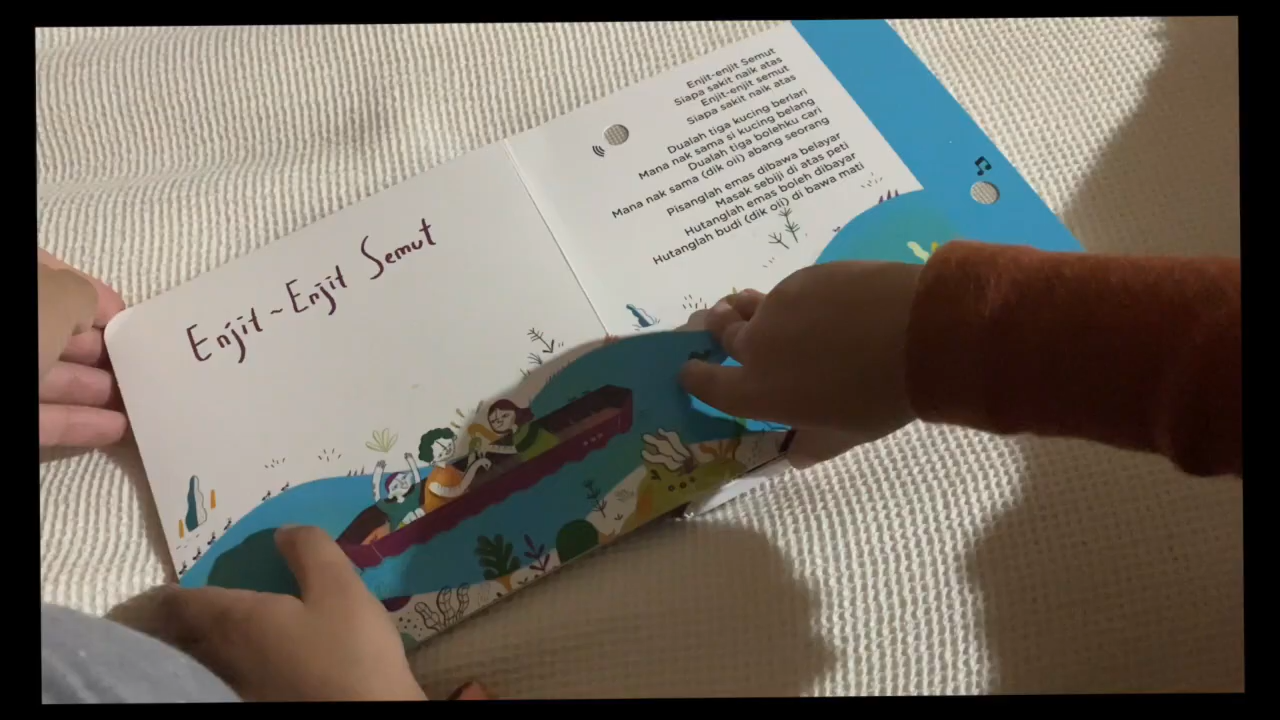 Enjit ~ Enjit Semut
Enjit-enjit Semut
Siapa sakit naik atas
Enjit-enjit semut
Siapa sakit naik atas
Dualah tiga kucing berlari
Mana nak sama si kucing belang
Dualah tiga bolehku cari
Mana nak sama (dik oii) abang seorang
Pisanglah emas dibawa belayar
Masak sebiji di atas peti
Hutanglah emas boleh dibayar
Hutanglah budi (dik oii) di bawa mati